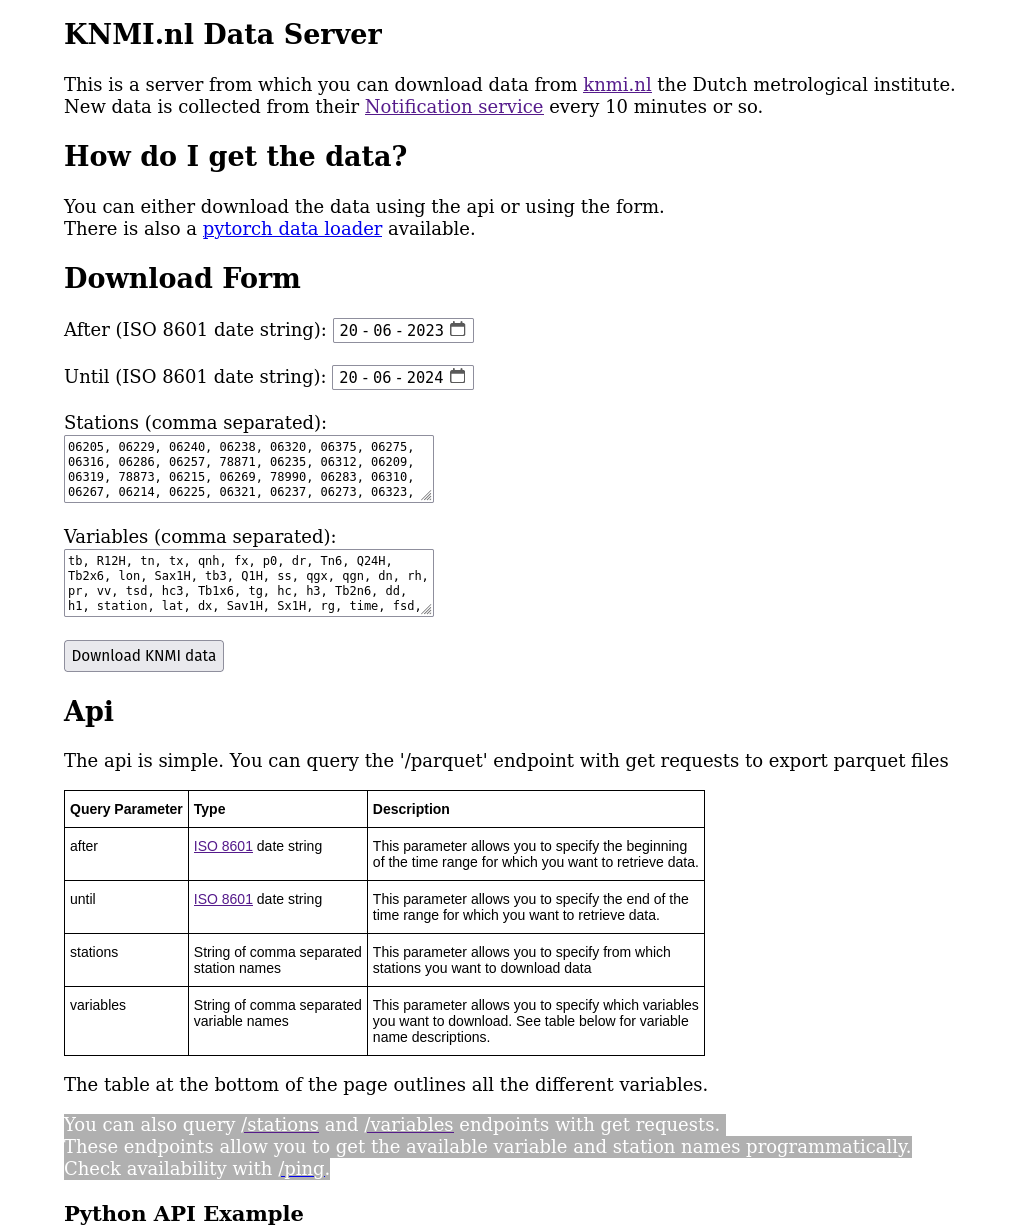 KNMI.nl Data Server
This is a server from which you can download data from knmi.nl the Dutch metrological institute.
New data is collected from their Notification service every 10 minutes or so.
How do I get the data?
You can either download the data using the api or using the form.
There is also a pytorch data loader available.
Download Form
After (ISO 8601 date string): 20 - 06 - 2023
Until (ISO 8601 date string): 20 - 06 - 2024
Stations (comma separated):
06205, 06229, 06240, 06238, 06320, 06375, 06275,
06316, 06286, 06257, 78871, 06235, 06312, 06209,
06319, 78873, 06215, 06269, 78990, 06283, 06310,
06267, 06214, 06225, 06321, 06237, 06273, 06323,
Variables (comma separated):
tb, R12H, tn, tx, qnh, fx, p0, dr, Tn6, Q24H,
Tb2x6, lon, Sax1H, tb3, Q1H, ss, qgx, qgn, dn, rh,
pr, vv, tsd, hc3, Tb1x6, tg, hc, h3, Tb2n6, dd,
h1, station, lat, dx, Sav1H, Sx1H, rg, time, fsd,
Download KNMI data
Api
The api is simple. You can query the '/parquet' endpoint with get requests to export parquet files
Query Parameter Type Description
after ISO 8601 date string This parameter allows you to specify the beginning
of the time range for which you want to retrieve data.
until ISO 8601 date string This parameter allows you to specify the end of the
time range for which you want to retrieve data.
stations String of comma separated This parameter allows you to specify from which
station names stations you want to download data
variables String of comma separated This parameter allows you to specify which variables
variable names you want to download. See table below for variable
name descriptions.
The table at the bottom of the page outlines all the different variables.
You can also query /stations and /variables endpoints with get requests.
These endpoints allow you to get the available variable and station names programmatically.
Check availability with /ping.
Python API Example